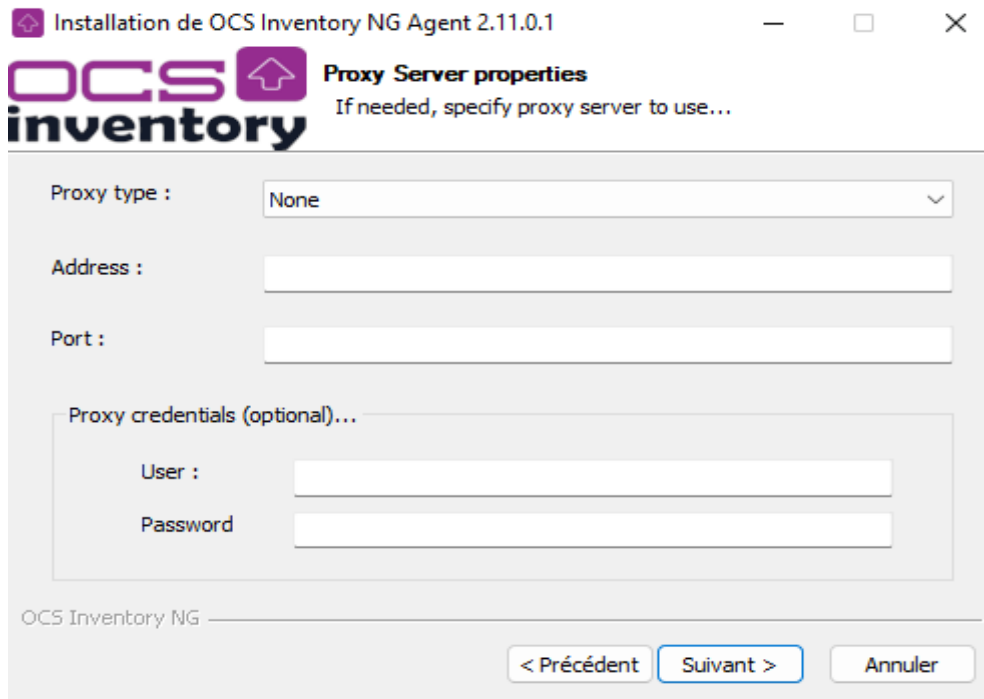 Installation de OCS Inventory NG Agent 2.11.0.1
OCS
inventory
Proxy Server properties
If needed, specify proxy server to use...
Proxy type :
None
Address :
Port :
Proxy credentials (optional)...
User :
Password
OCS Inventory NG
< Précédent
Suivant >
Annuler